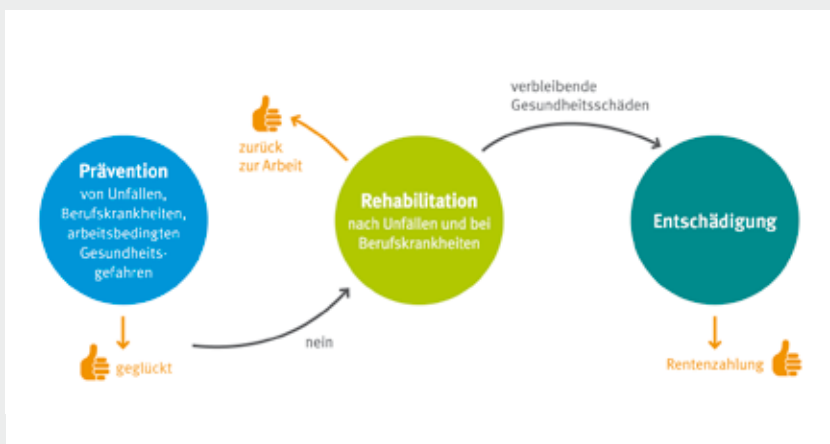 Prävention
von Unfällen,
Berufskrankheiten,
arbeitsbedingten
Gesundheits-
gefahren
geglückt
nein
zurück
zur Arbeit
Rehabilitation
nach Unfällen und bei
Berufskrankheiten
verbleibende
Gesundheitsschäden
Entschädigung
Rentenzahlung